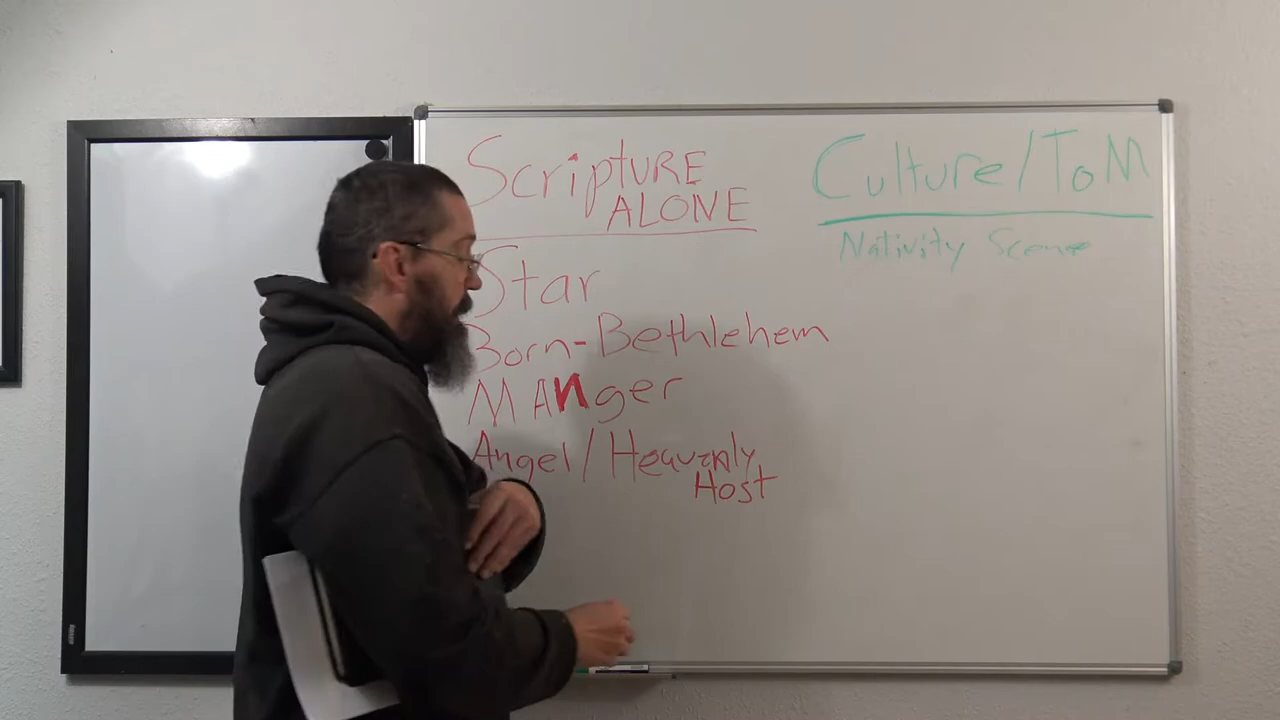 Scripture
ALONE
Star
Born-Bethlehem
MAnger
Angel/Heavenly
Host
Culture/ToM
Nativity Scene